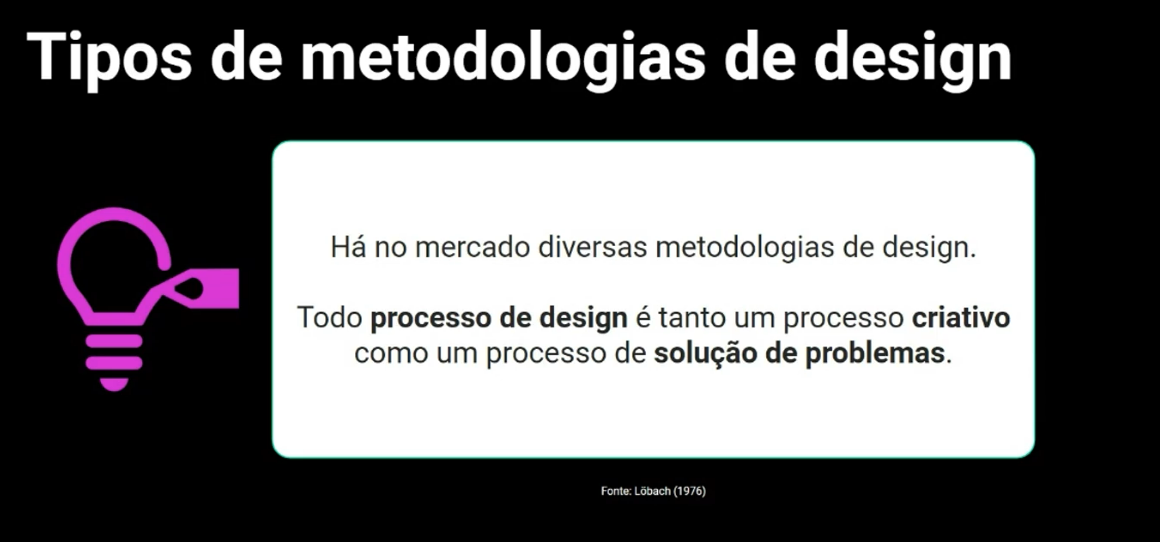 Tipos de metodologias de design
Há no mercado diversas metodologias de design.
Todo processo de design é tanto um processo criativo
como um processo de solução de problemas.
Fonte: Löbach (1976)